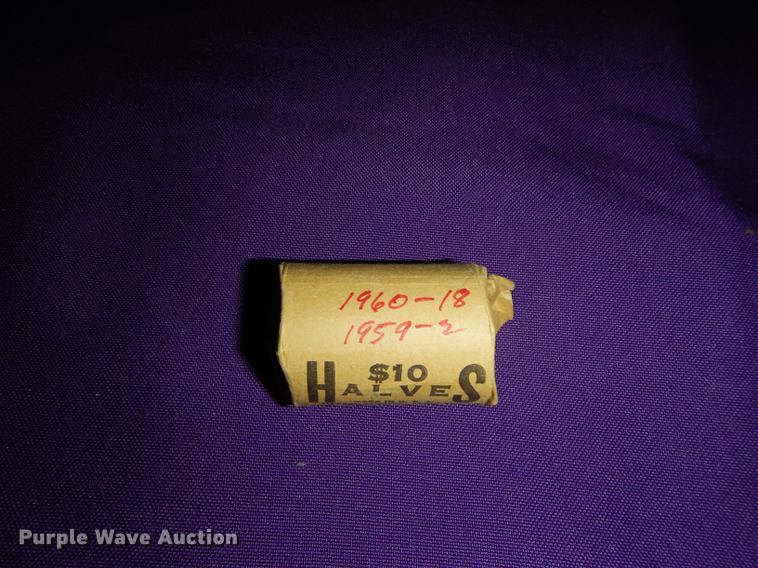 1960-18
1959-2
$10
HALVES
Purple Wave Auction